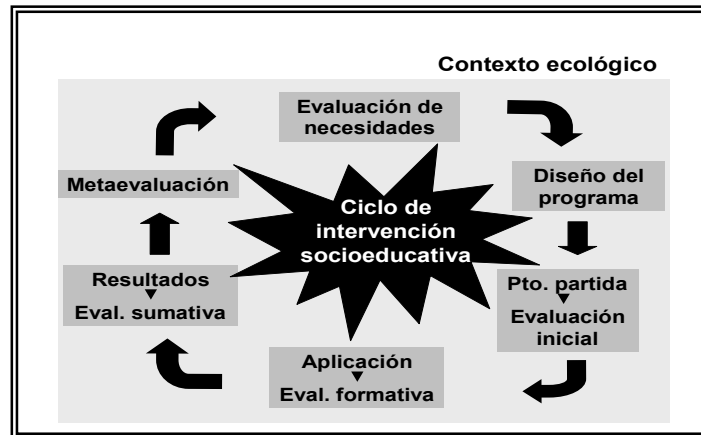 Contexto ecológico
Evaluación de
necesidades
Diseño del
programa
Pto. partida
Evaluación
inicial
Aplicación
Eval. formativa
Resultados
Eval. sumativa
Metaevaluación
Ciclo de
intervención
socioeducativa